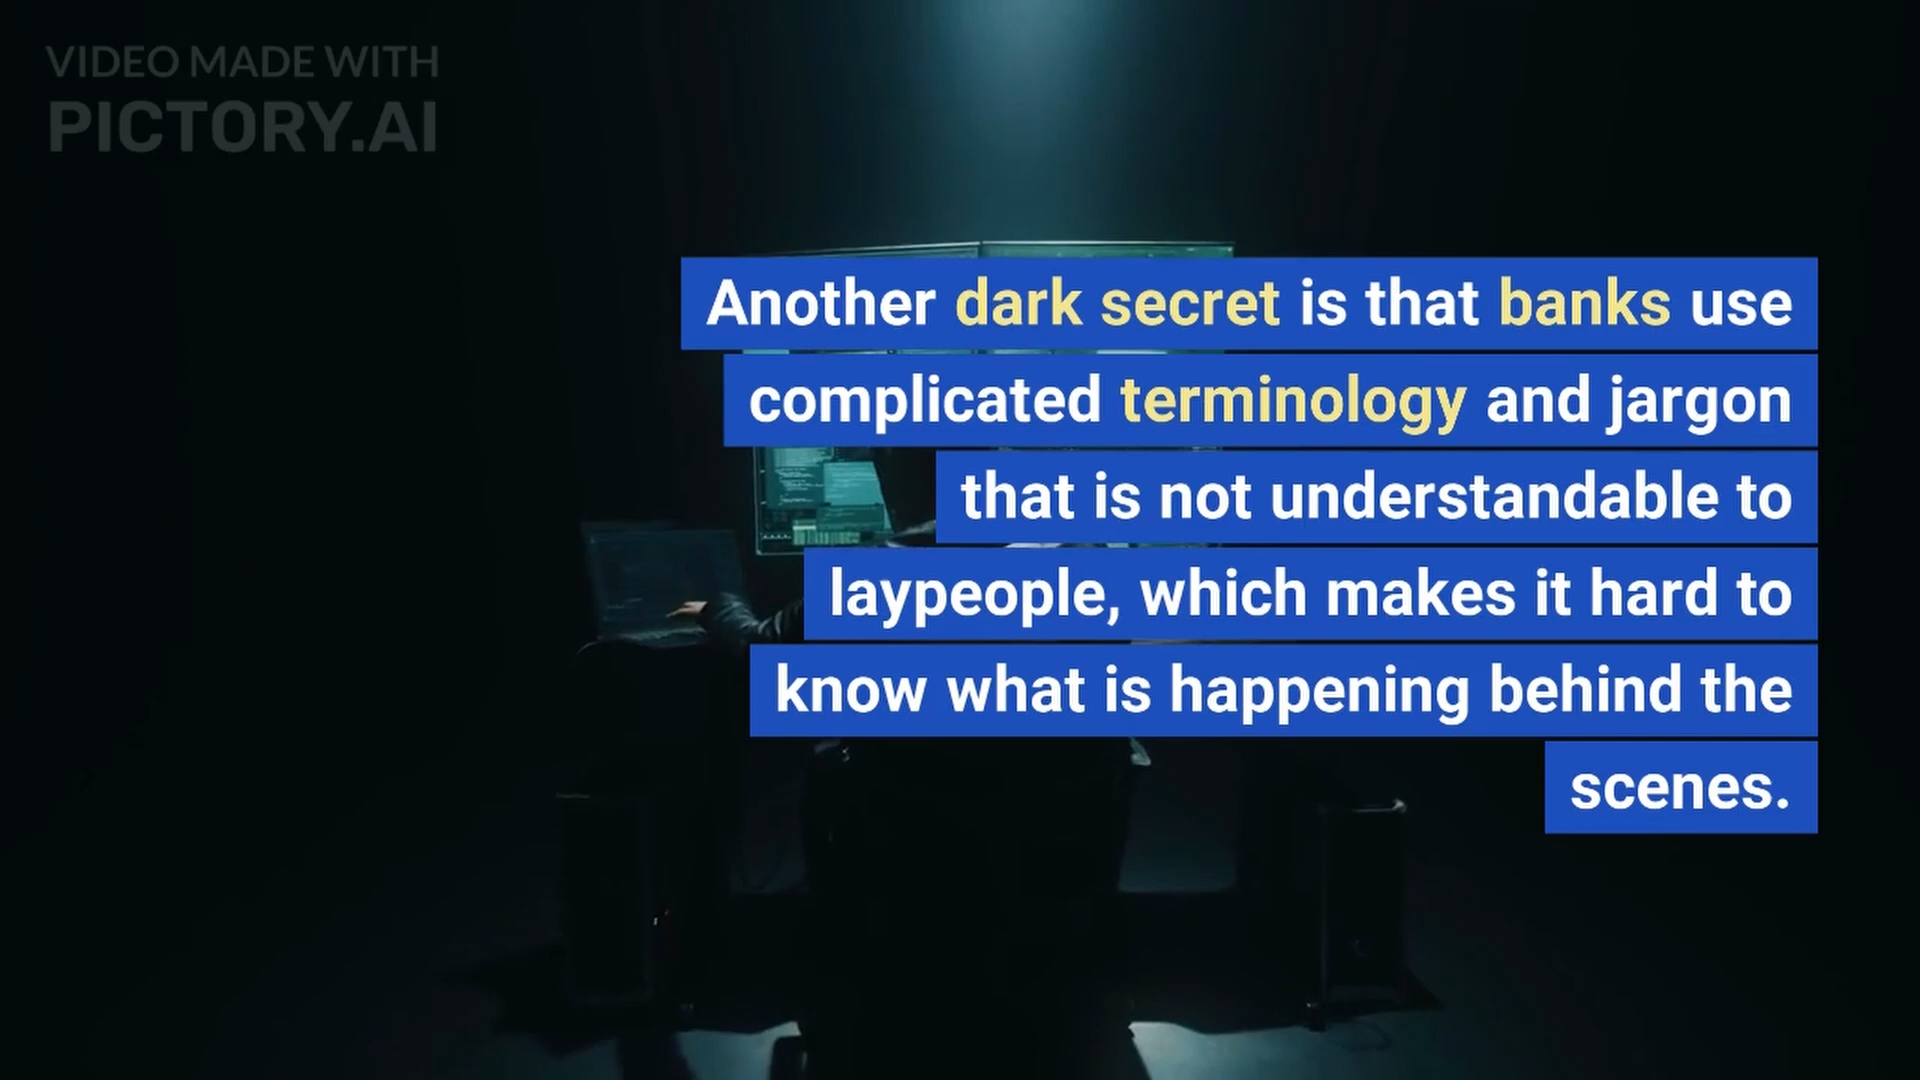 VIDEO MADE WITH
PICTORY.AI
Another dark secret is that banks use
complicated terminology and jargon
that is not understandable to
laypeople, which makes it hard to
know what is happening behind the
scenes.